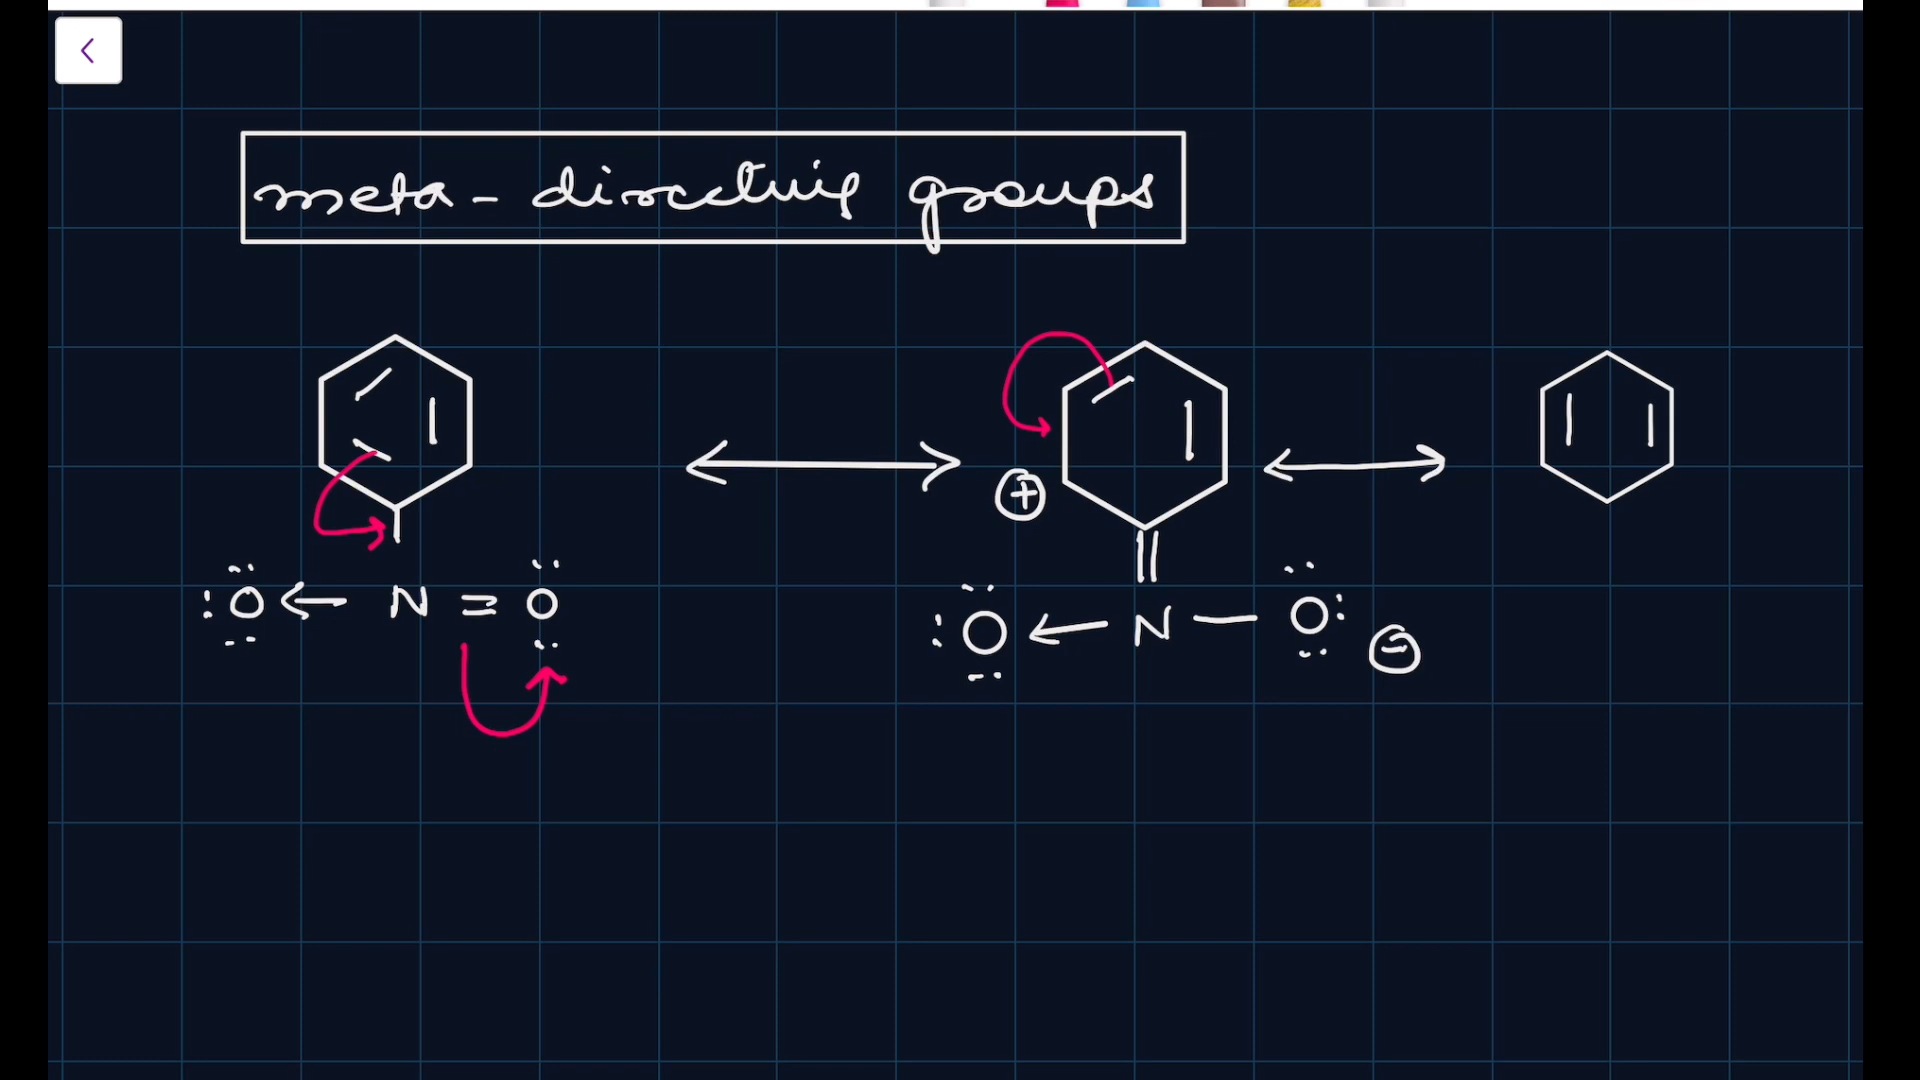 meta-directing groups
:O ← N = O
+
:O ← N — O: −